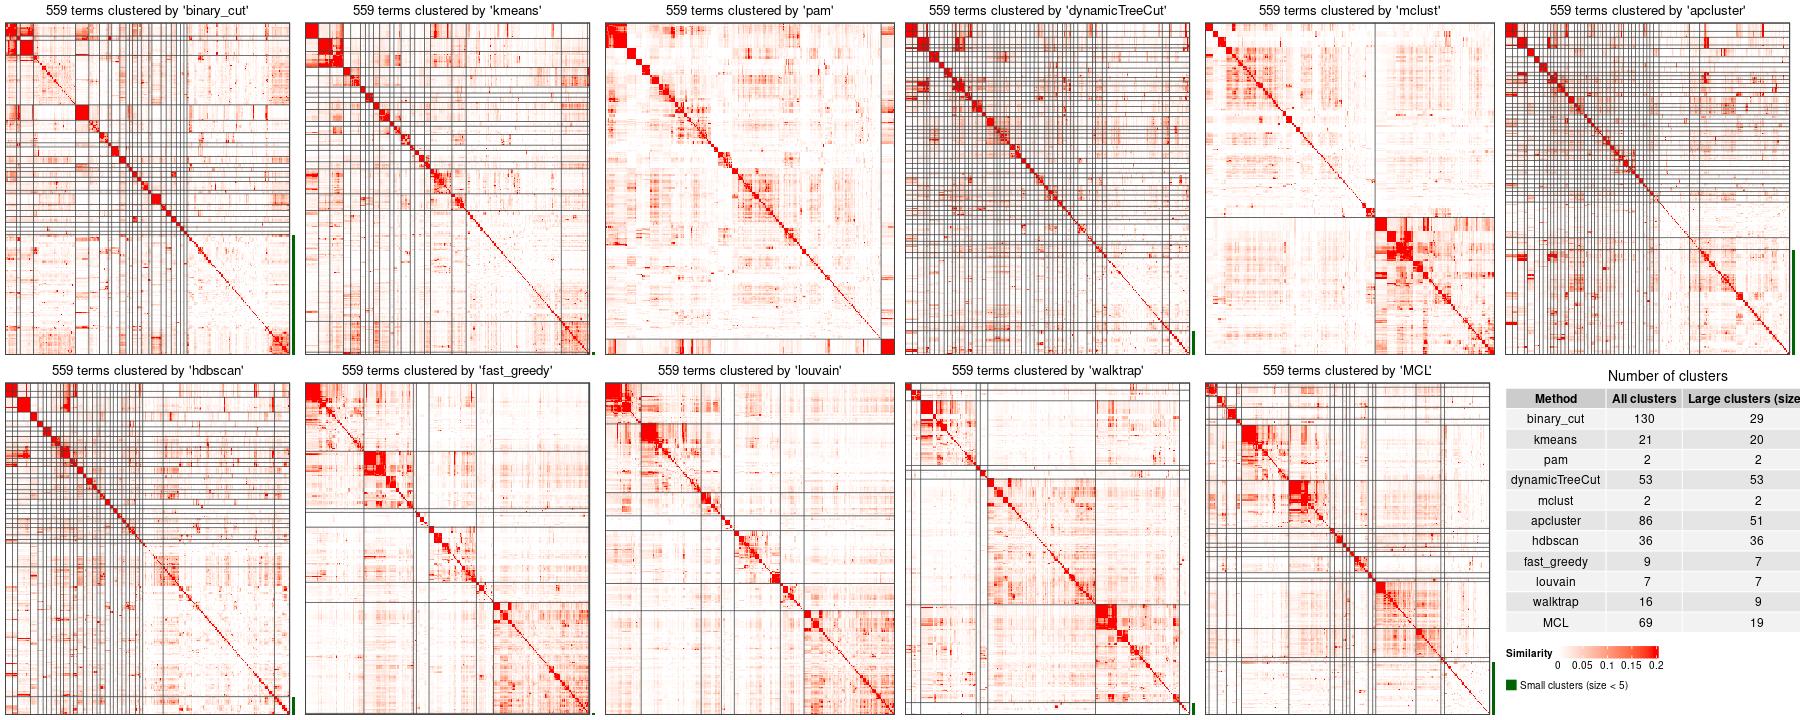 559 terms clustered by 'binary_cut'
559 terms clustered by 'kmeans'
559 terms clustered by 'pam'
559 terms clustered by 'dynamicTreeCut'
559 terms clustered by 'mclust'
559 terms clustered by 'apcluster'
559 terms clustered by 'hdbscan'
559 terms clustered by 'fast_greedy'
559 terms clustered by 'louvain'
559 terms clustered by 'walktrap'
559 terms clustered by 'MCL'
Number of clusters
Method All clusters Large clusters (size
binary_cut 130 29
kmeans 21 20
pam 2 2
dynamicTreeCut 53 53
mclust 2 2
apcluster 86 51
hdbscan 36 36
fast_greedy 9 7
louvain 7 7
walktrap 16 9
MCL 69 19
Similarity
0 0.05 0.1 0.15 0.2
Small clusters (size < 5)